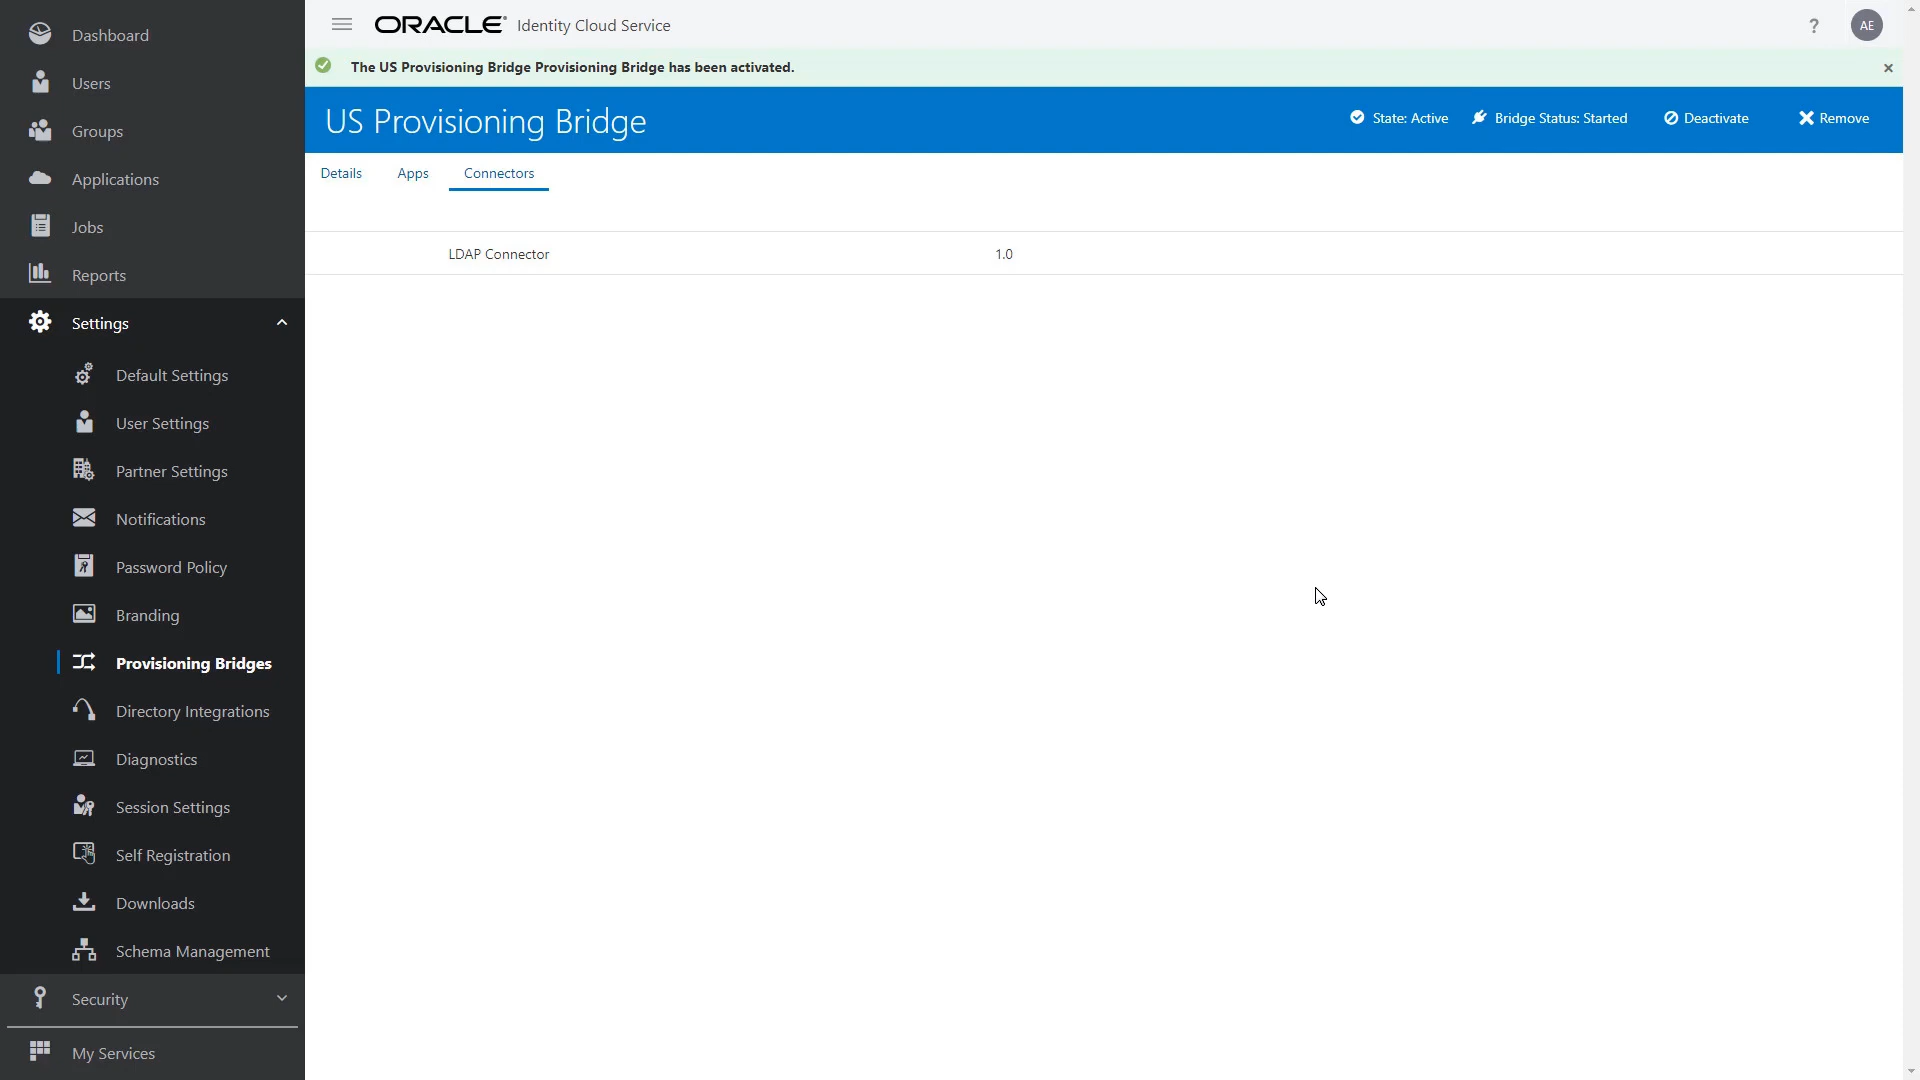 Dashboard
Users
Groups
Applications
Jobs
Reports
Settings
Default Settings
User Settings
Partner Settings
Notifications
Password Policy
Branding
Provisioning Bridges
Directory Integrations
Diagnostics
Session Settings
Self Registration
Downloads
Schema Management
Security
My Services
ORACLE® Identity Cloud Service
? AE
The US Provisioning Bridge Provisioning Bridge has been activated.
US Provisioning Bridge
State: Active Bridge Status: Started Deactivate Remove
Details Apps Connectors
LDAP Connector 1.0